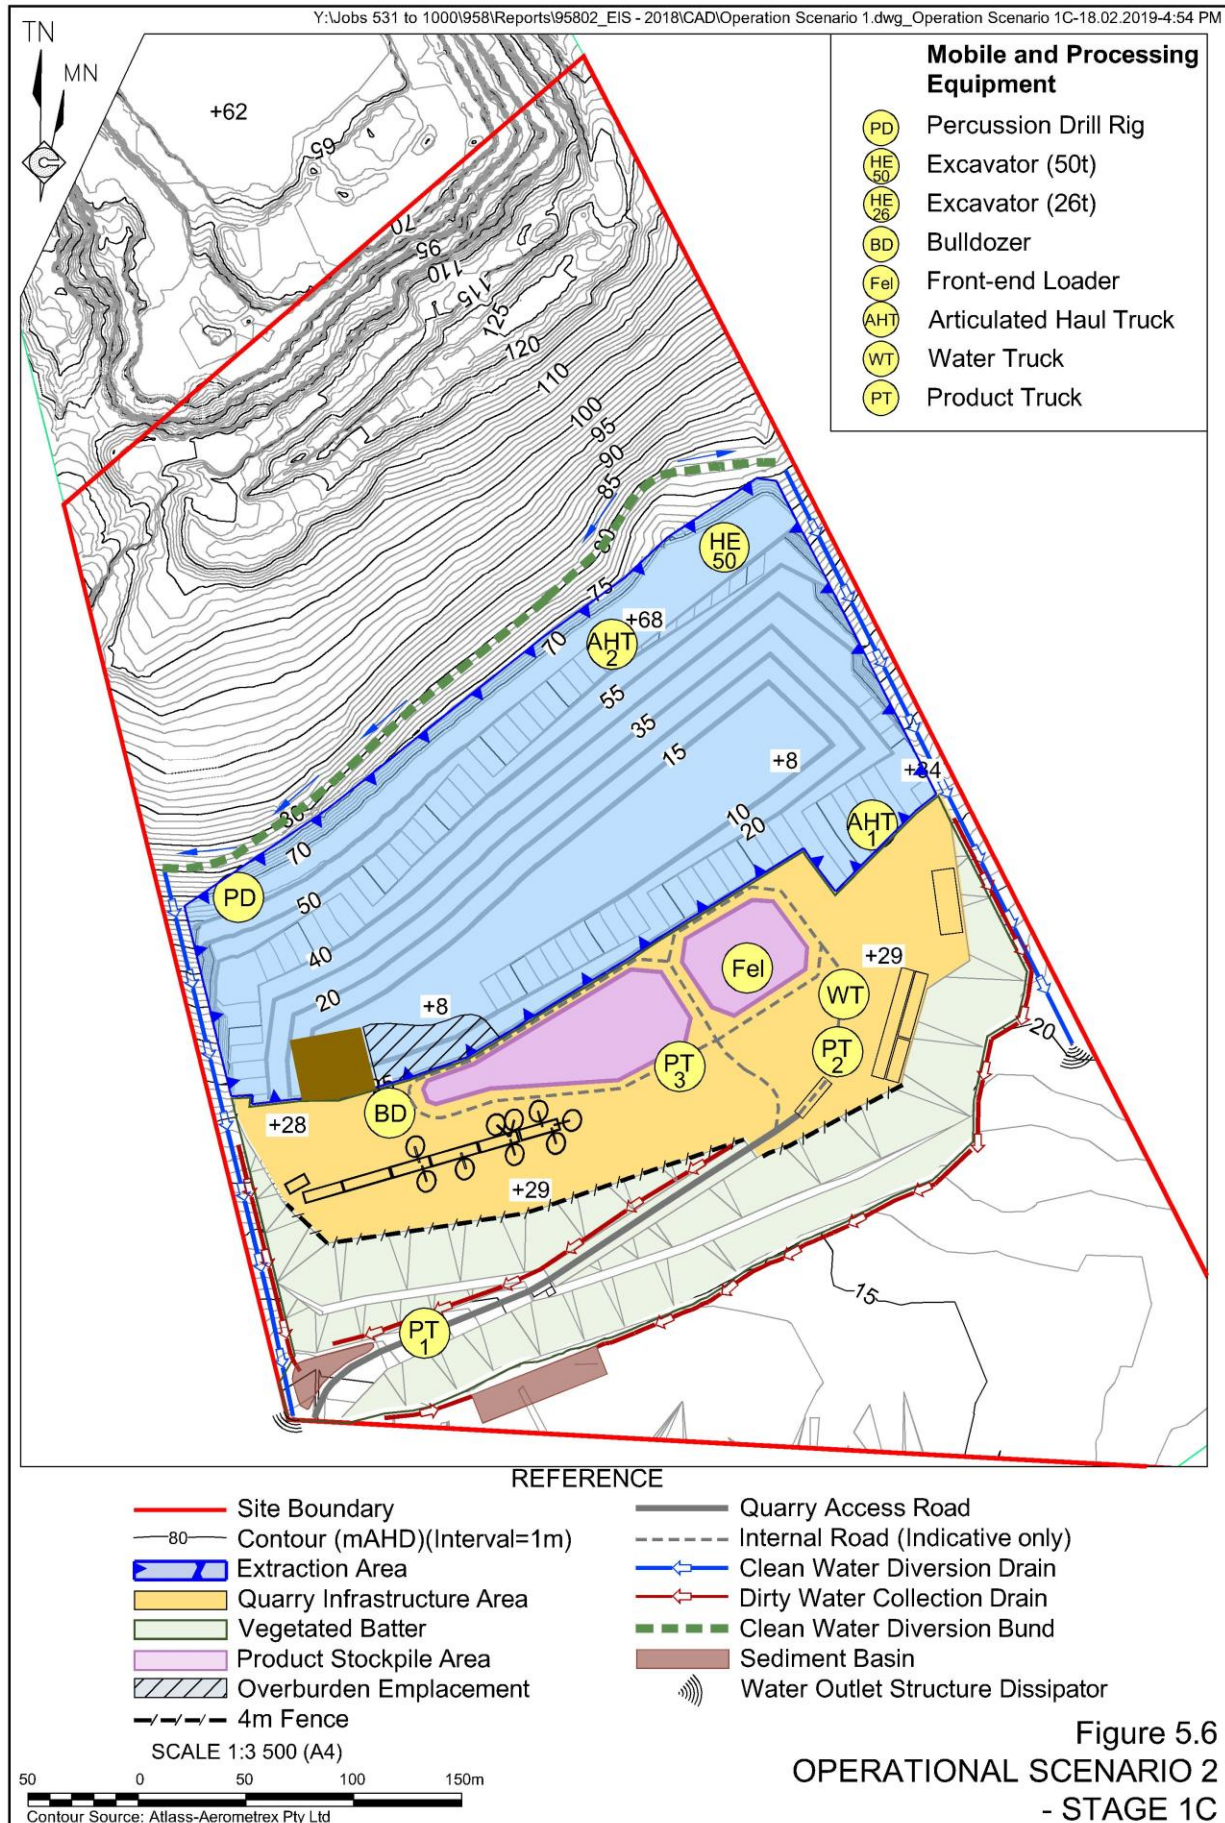 Y:\Jobs 531 to 1000\958\Reports\95802_EIS - 2018\CAD\Operation Scenario 1.dwg_Operation Scenario 1C-18.02.2019-4:54 PM
TN
MN
Mobile and Processing
Equipment
PD Percussion Drill Rig
HE 50 Excavator (50t)
HE 26 Excavator (26t)
BD Bulldozer
Fel Front-end Loader
AHT Articulated Haul Truck
WT Water Truck
PT Product Truck
+62
65
70
95
110
115
125
120
110
100
95
90
85
80
75
70
HE
50
+68
AHT
2
55
35
15
+8
+34
AHT
1
10
20
30
70
PD
50
40
20
+8
Fel
+29
WT
PT
2
PT
3
20
BD
+28
+29
15
PT
1
REFERENCE
Site Boundary
80 Contour (mAHD)(Interval=1m)
Extraction Area
Quarry Infrastructure Area
Vegetated Batter
Product Stockpile Area
Overburden Emplacement
4m Fence
Quarry Access Road
Internal Road (Indicative only)
Clean Water Diversion Drain
Dirty Water Collection Drain
Clean Water Diversion Bund
Sediment Basin
Water Outlet Structure Dissipator
SCALE 1:3 500 (A4)
50 0 50 100 150m
Contour Source: Atlass-Aerometrex Pty Ltd
Figure 5.6
OPERATIONAL SCENARIO 2
- STAGE 1C